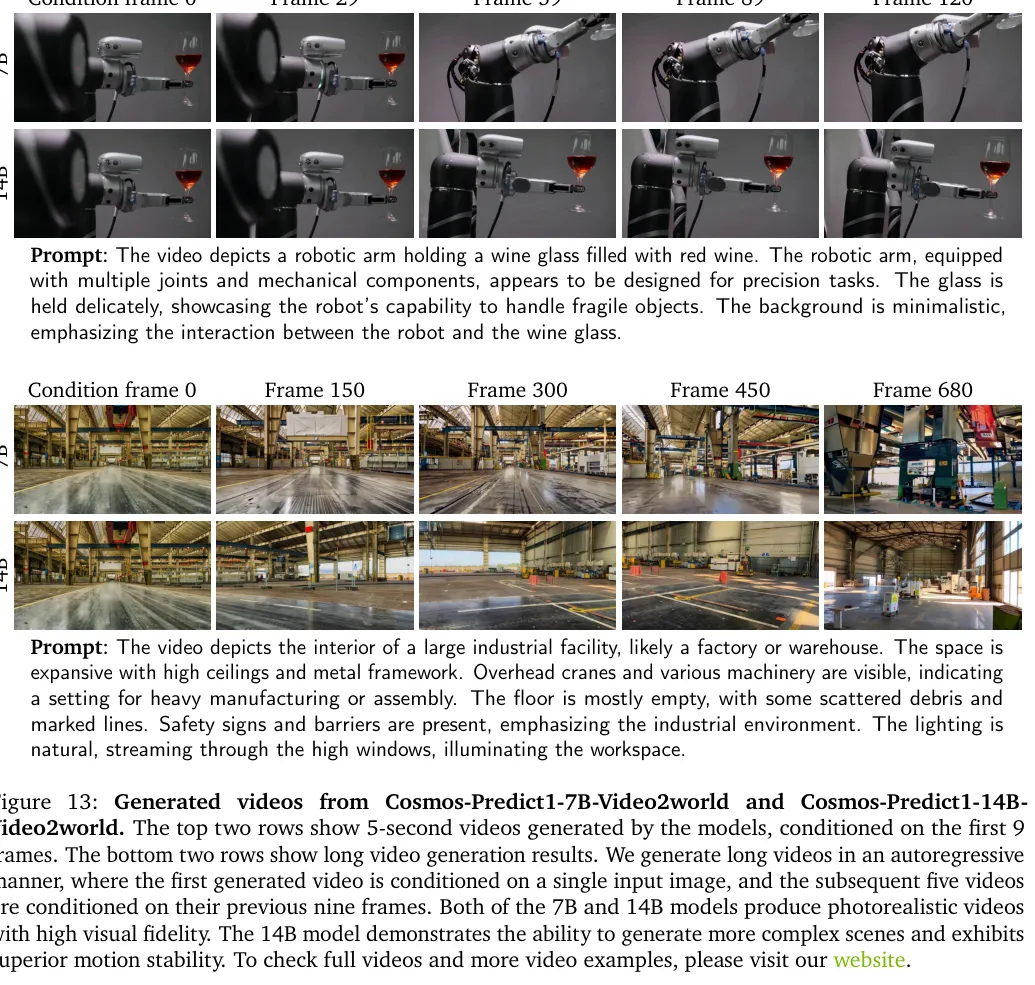 Condition frame 0 Frame 29 Frame 59 Frame 89 Frame 120
7B
14B
Prompt: The video depicts a robotic arm holding a wine glass filled with red wine. The robotic arm, equipped
with multiple joints and mechanical components, appears to be designed for precision tasks. The glass is
held delicately, showcasing the robot's capability to handle fragile objects. The background is minimalistic,
emphasizing the interaction between the robot and the wine glass.
Condition frame 0 Frame 150 Frame 300 Frame 450 Frame 680
7B
14B
Prompt: The video depicts the interior of a large industrial facility, likely a factory or warehouse. The space is
expansive with high ceilings and metal framework. Overhead cranes and various machinery are visible, indicating
a setting for heavy manufacturing or assembly. The floor is mostly empty, with some scattered debris and
marked lines. Safety signs and barriers are present, emphasizing the industrial environment. The lighting is
natural, streaming through the high windows, illuminating the workspace.
igure 13: Generated videos from Cosmos-Predict1-7B-Video2world and Cosmos-Predict1-14B-
ideo2world. The top two rows show 5-second videos generated by the models, conditioned on the first 9
rames. The bottom two rows show long video generation results. We generate long videos in an autoregressive
anner, where the first generated video is conditioned on a single input image, and the subsequent five videos
re conditioned on their previous nine frames. Both of the 7B and 14B models produce photorealistic videos
ith high visual fidelity. The 14B model demonstrates the ability to generate more complex scenes and exhibits
uperior motion stability. To check full videos and more video examples, please visit our website.